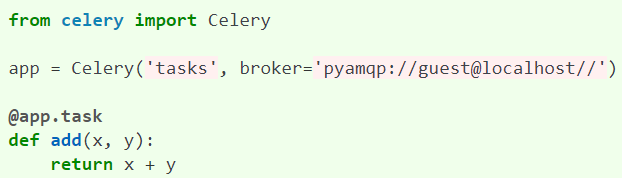 from celery import Celery
app = Celery('tasks', broker='pyamqp://guest@localhost//')
@app.task
def add(x, y):
    return x + y